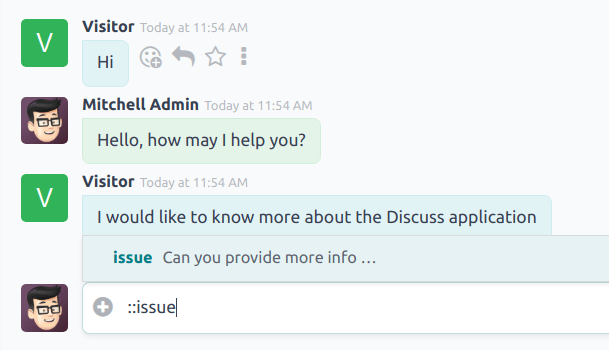 Visitor Today at 11:54 AM
V
Hi
Mitchell Admin Today at 11:54 AM
Hello, how may I help you?
Visitor Today at 11:54 AM
V
I would like to know more about the Discuss application
issue Can you provide more info …
::issue